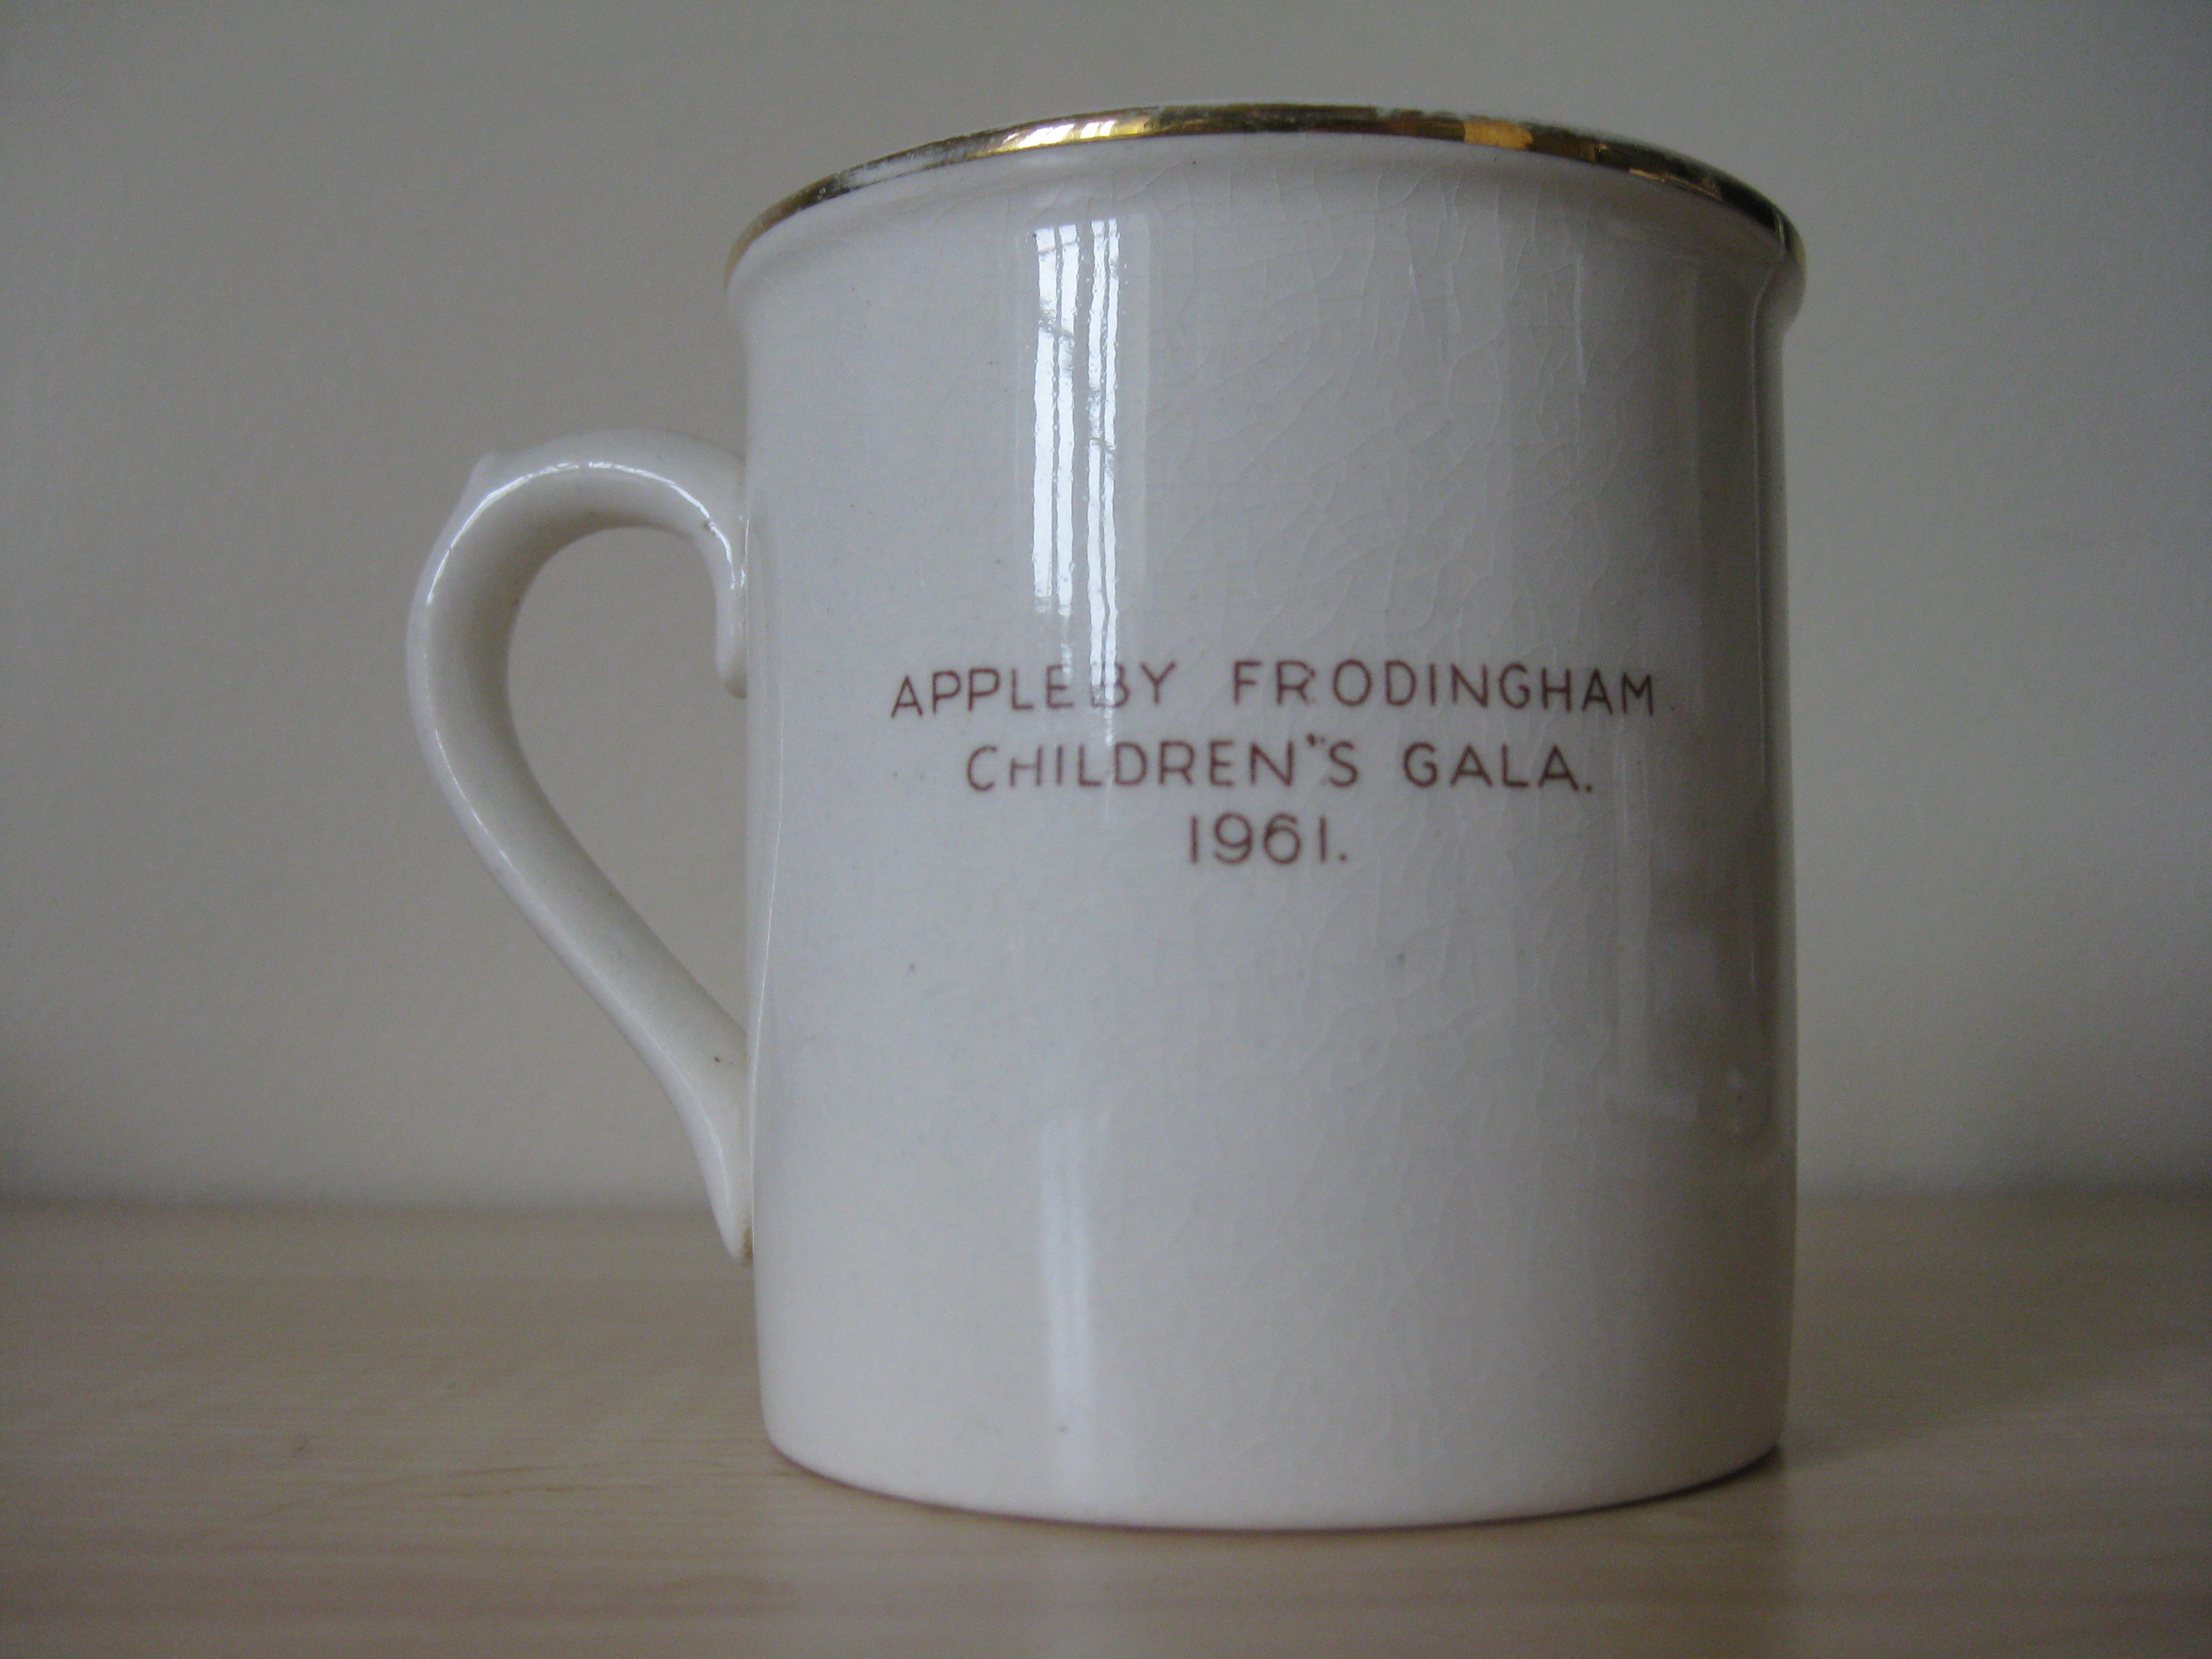 APPLEBY FRODINGHAM
CHILDREN"S GALA.
1961.